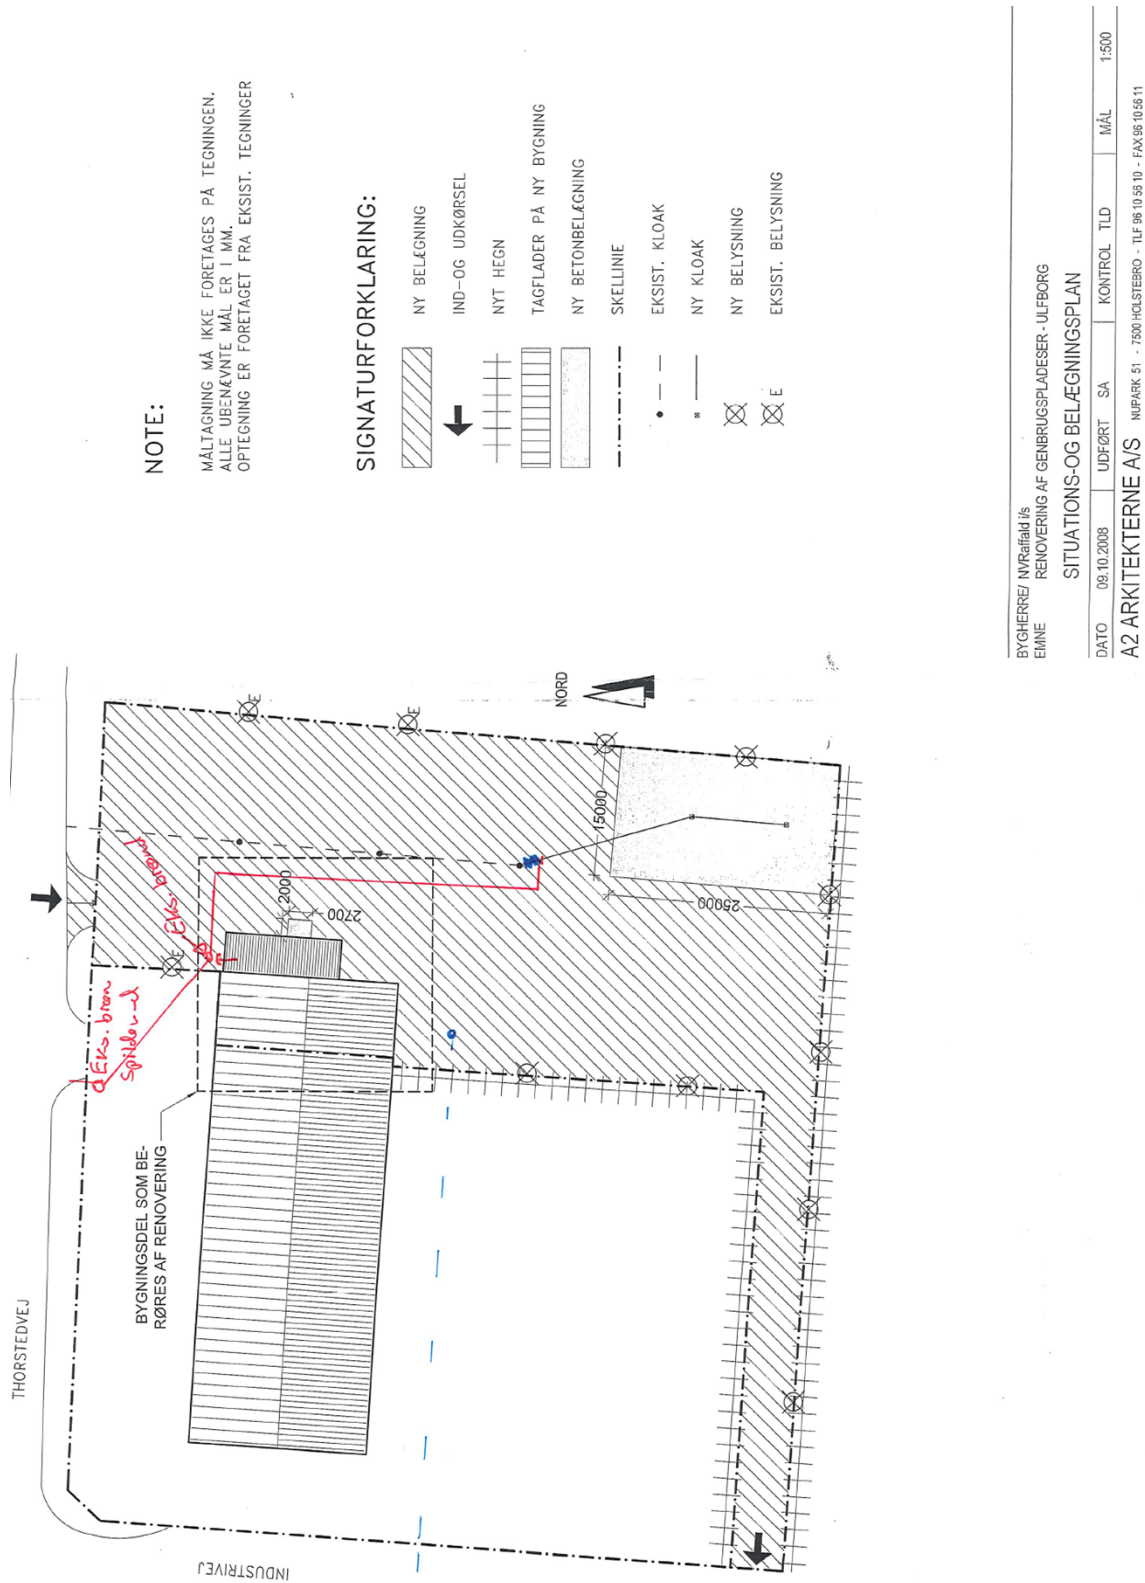 NOTE:
MÅLTAGNING MÅ IKKE FORETAGES PÅ TEGNINGEN.
ALLE UBENÆVNTE MÅL ER I MM.
OPTEGNING ER FORETAGET FRA EKSIST. TEGNINGER
SIGNATURFORKLARING:
NY BELÆGNING
IND-OG UDKØRSEL
NYT HEGN
TAGFLADER PÅ NY BYGNING
NY BETONBELÆGNING
SKELLINIE
EKSIST. KLOAK
NY KLOAK
NY BELYSNING
E EKSIST. BELYSNING
THORSTEDVEJ
INDUSTRIVEJ
BYGNINGSDEL SOM BE-
RØRES AF RENOVERING
Eks. brønd
Eks. brøn
E
E
E
2000
2700
15000
25000
NORD
BYGHERRE/ NVRaffald i/s
EMNE RENOVERING AF GENBRUGSPLADESER - ULFBORG
SITUATIONS-OG BELÆGNINGSPLAN
DATO 09.10.2008 UDFØRT SA KONTROL TLD MÅL 1:500
A2 ARKITEKTERNE A/S NUPARK 51 - 7500 HOLSTEBRO - TLF 96 10 56 10 - FAX 96 10 56 11